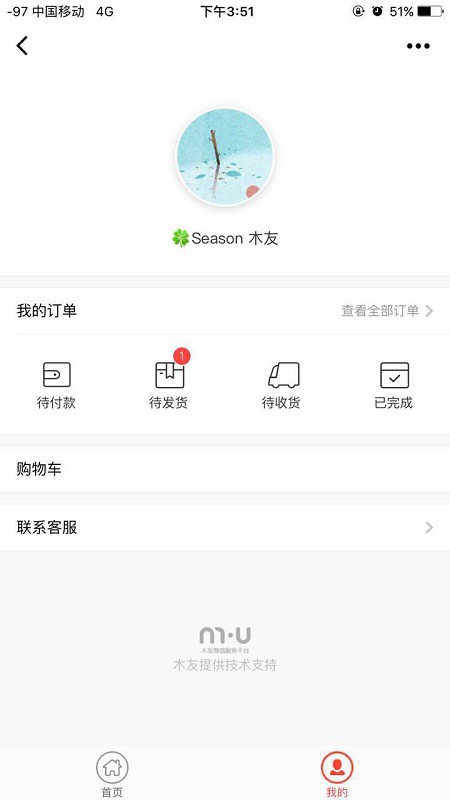 -97 中国移动 4G 下午3:51 51%
🍀Season 木友
我的订单 查看全部订单
1
待付款 待发货 待收货 已完成
购物车
联系客服
m·u
木友微信服务平台
木友提供技术支持
首页 我的